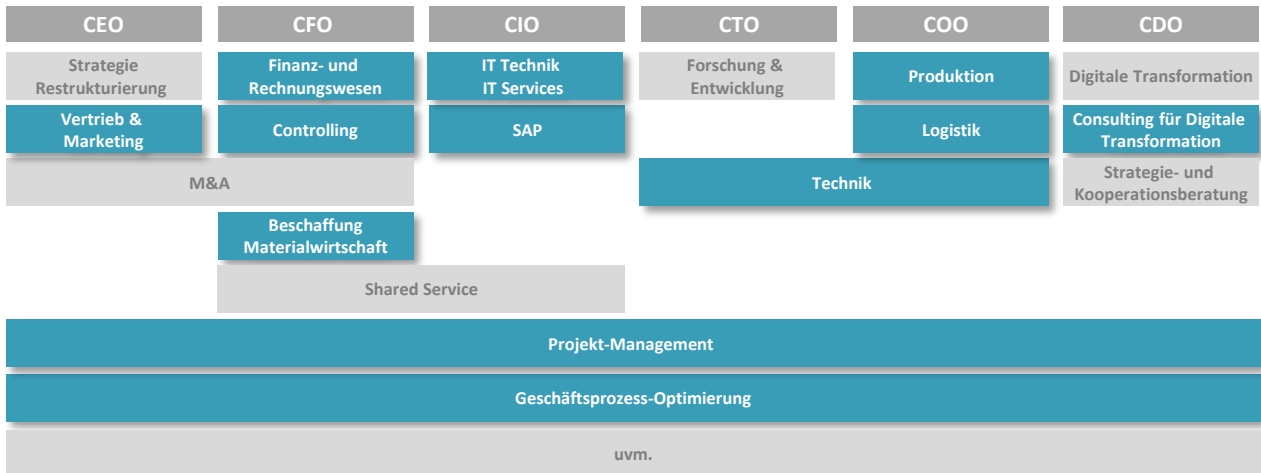 CEO
CFO
CIO
CTO
COO
CDO
Strategie
Restrukturierung
Finanz- und
Rechnungswesen
IT Technik
IT Services
Forschung &
Entwicklung
Produktion
Digitale Transformation
Vertrieb &
Marketing
Controlling
SAP
Logistik
Consulting für Digitale
Transformation
M&A
Technik
Strategie- und
Kooperationsberatung
Beschaffung
Materialwirtschaft
Shared Service
Projekt-Management
Geschäftsprozess-Optimierung
uvm.